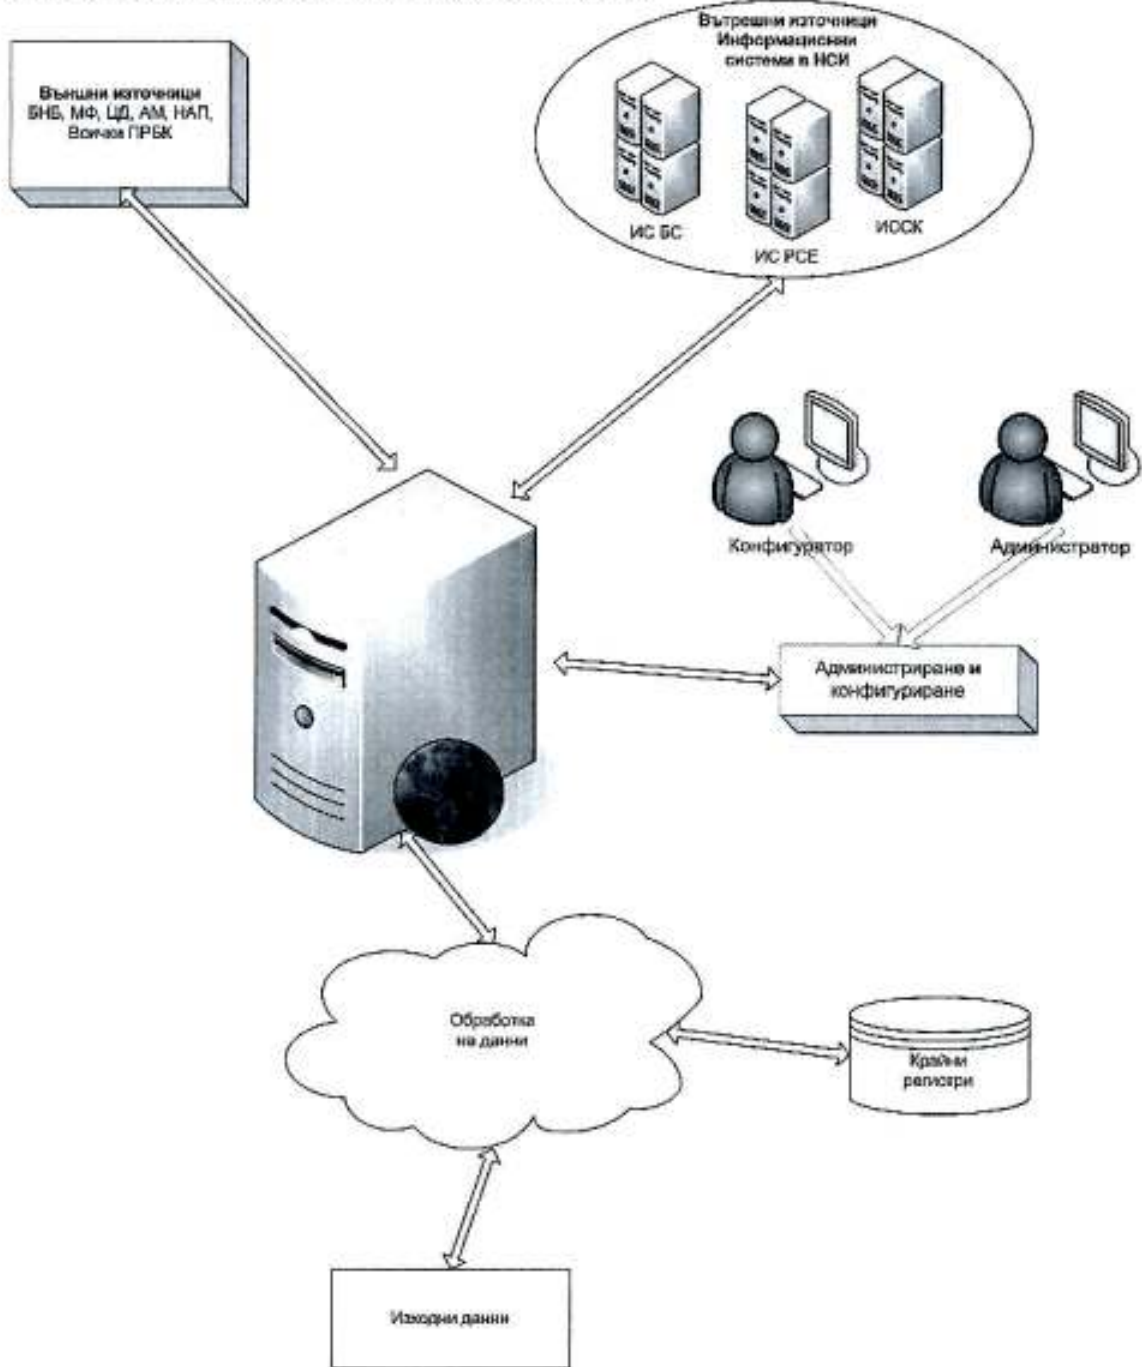 Външни източници
БНБ, МФ, ЦД, АМ, НАП,
Всички ПРБК
Вътрешни източници
Информационни
системи в НСИ
ИС БС
ИС РСЕ
ИССК
Конфигуратор
Администратор
Администриране и
конфигуриране
Обработка
на данни
Крайни
регистри
Изходни данни